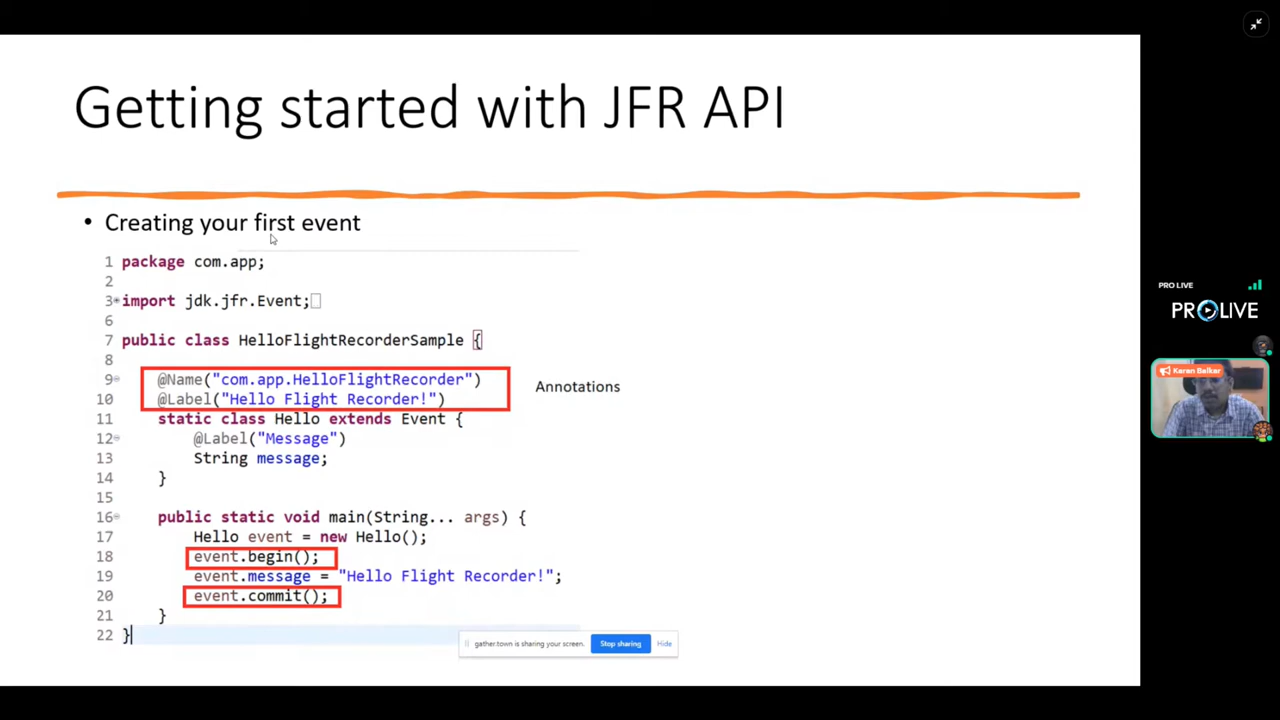 Getting started with JFR API
• Creating your first event
1 package com.app;
2
3 import jdk.jfr.Event;
6
7 public class HelloFlightRecorderSample {
8
9 @Name("com.app.HelloFlightRecorder")
10 @Label("Hello Flight Recorder!")
Annotations
11 static class Hello extends Event {
12 @Label("Message")
13 String message;
14 }
15
16 public static void main(String... args) {
17 Hello event = new Hello();
18 event.begin();
19 event.message = "Hello Flight Recorder!";
20 event.commit();
21 }
22 }
gather.town is sharing your screen. Stop sharing Hide
PRO LIVE
PROLIVE
Karan Balkar